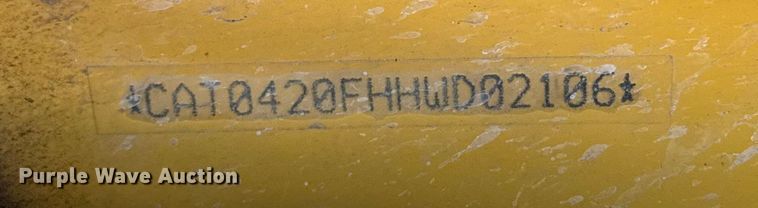 *CAT0420FHHWD02106*
Purple Wave Auction